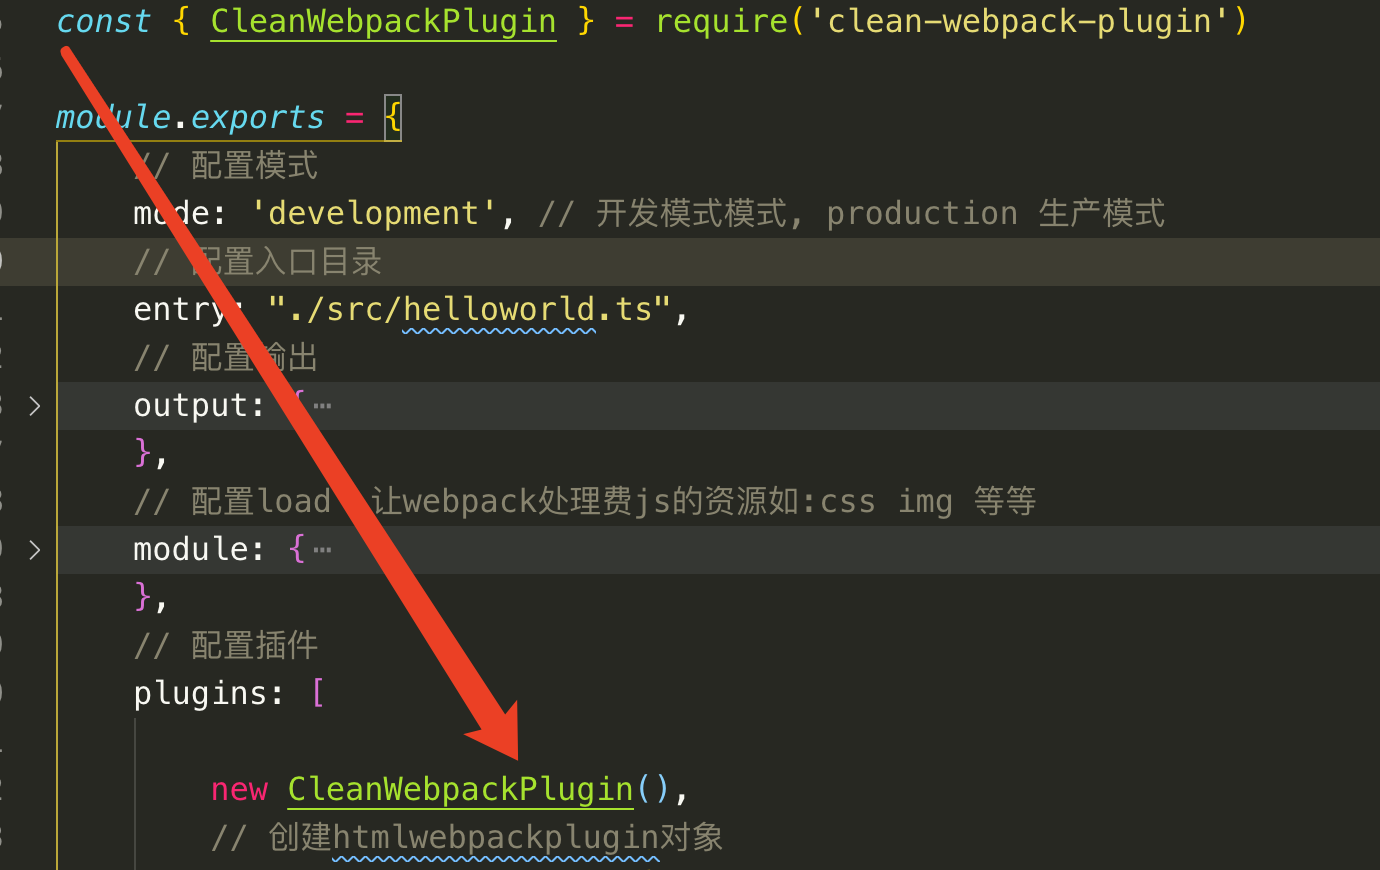 const { CleanWebpackPlugin } = require('clean-webpack-plugin')
module.exports = {
// 配置模式
mode: 'development', // 开发模式模式, production 生产模式
// 配置入口目录
entry: "./src/helloworld.ts",
// 配置输出
output: {…
},
// 配置load 让webpack处理费js的资源如:css img 等等
module: {…
},
// 配置插件
plugins: [
new CleanWebpackPlugin(),
// 创建htmlwebpackplugin对象